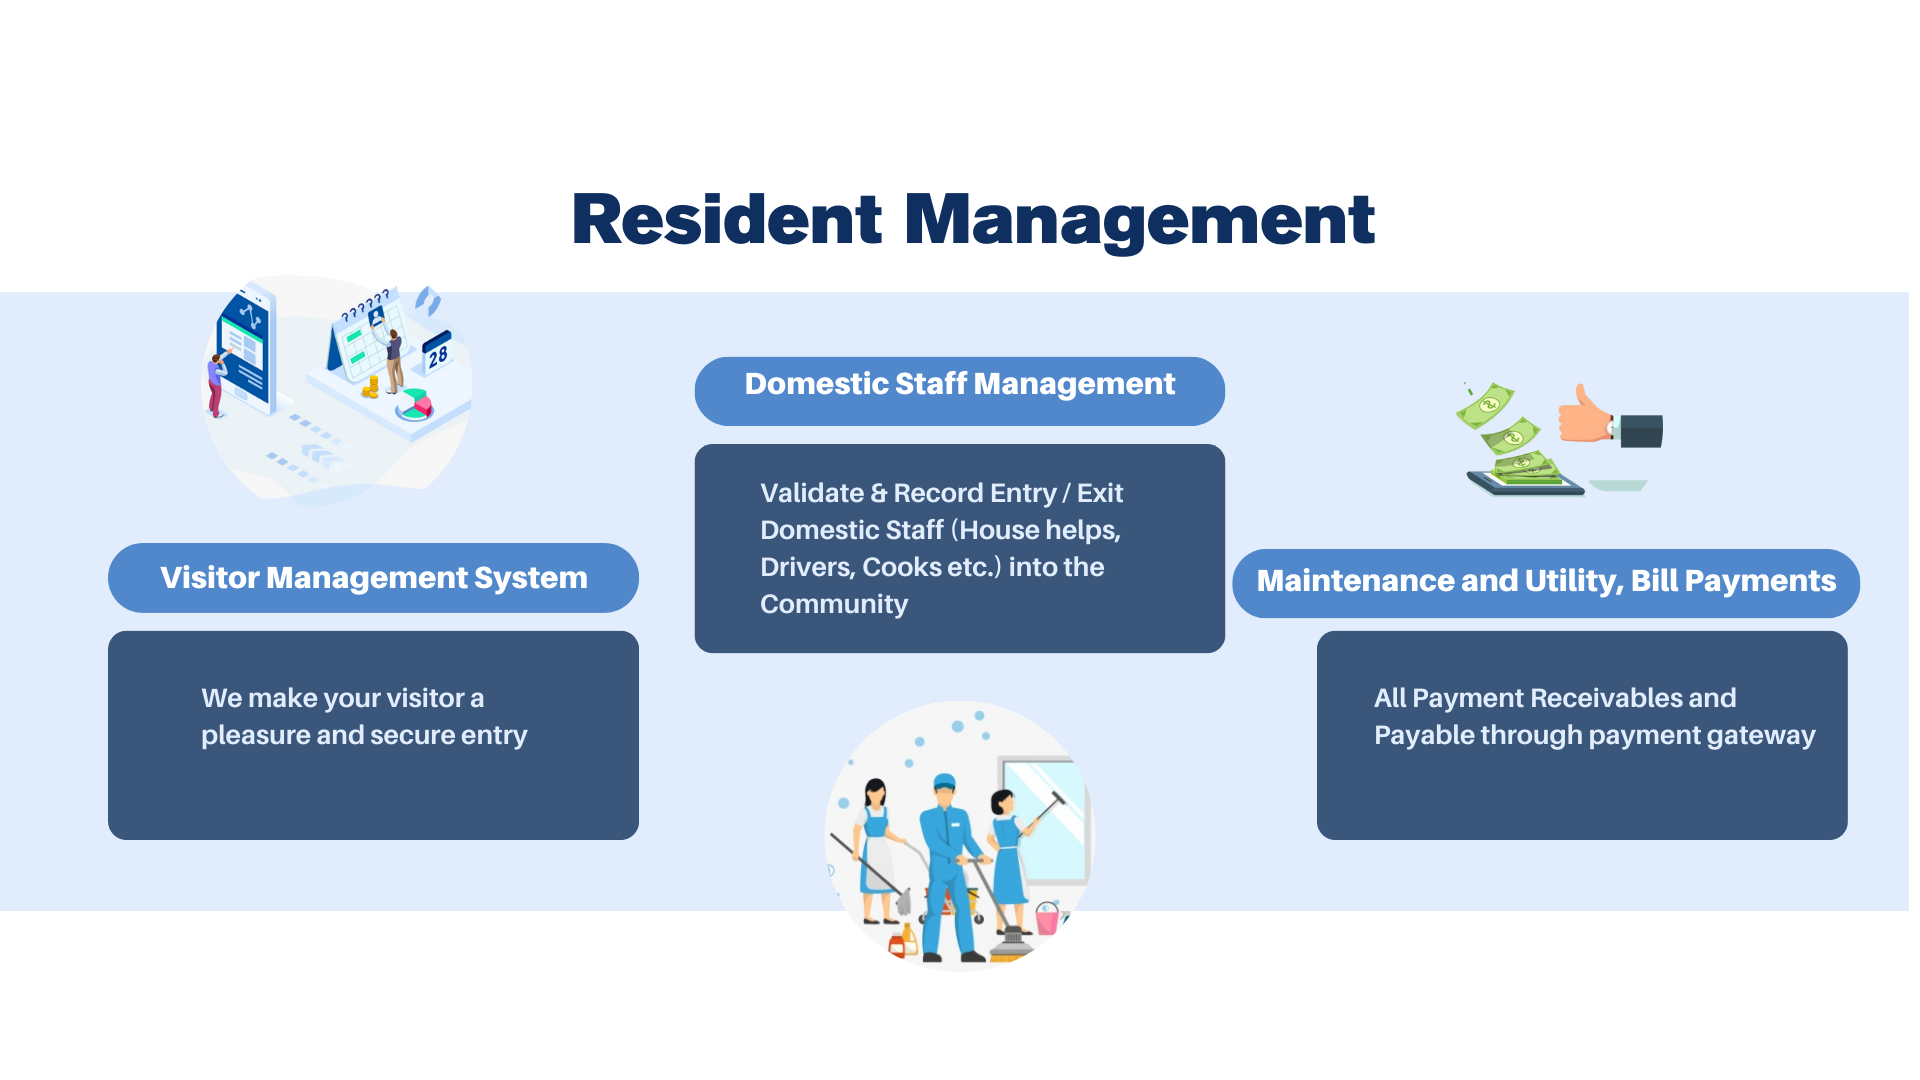 Resident Management
28
Visitor Management System
We make your visitor a
pleasure and secure entry
Domestic Staff Management
Validate & Record Entry / Exit
Domestic Staff (House helps,
Drivers, Cooks etc.) into the
Community
Maintenance and Utility, Bill Payments
All Payment Receivables and
Payable through payment gateway